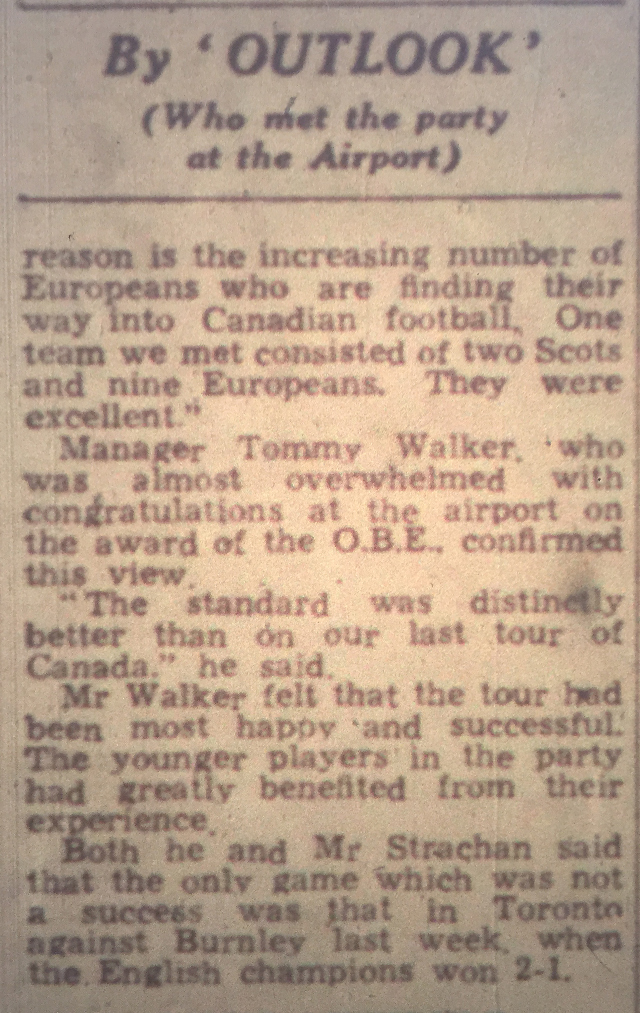 By ‘OUTLOOK’
(Who met the party
at the Airport)
reason is the increasing number of
Europeans who are finding their
way into Canadian football. One
team we met consisted of two Scots
and nine Europeans. They were
excellent."
Manager Tommy Walker, who
was almost overwhelmed with
congratulations at the airport on
the award of the O.B.E., confirmed
this view.
"The standard was distinctly
better than on our last tour of
Canada," he said.
Mr Walker felt that the tour had
been most happy and successful.
The younger players in the party
had greatly benefited from their
experience.
Both he and Mr Strachan said
that the only game which was not
a success was that in Toronto
against Burnley last week, when
the English champions won 2-1.